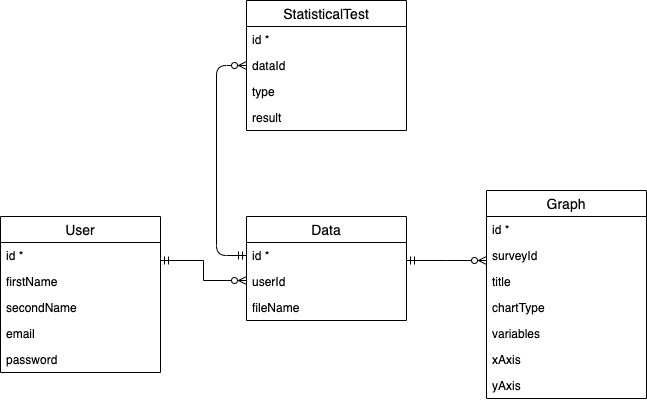 StatisticalTest
id *
dataId
type
result
User
id *
firstName
secondName
email
password
Data
id *
userId
fileName
Graph
id *
surveyId
title
chartType
variables
xAxis
yAxis